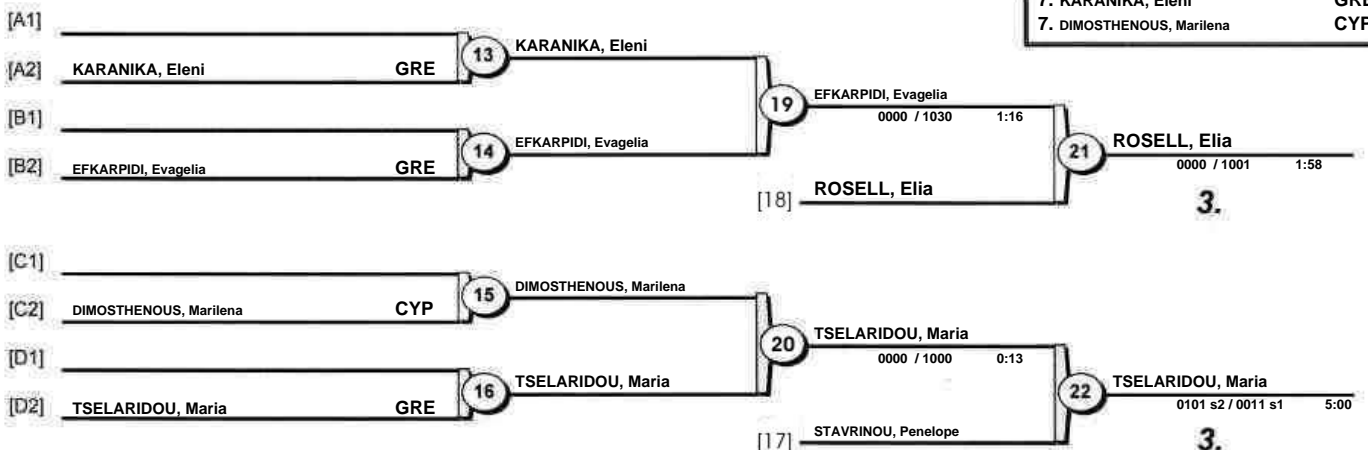 7. KARANIKA, Eleni GRE
7. DIMOSTHENOUS, Marilena CYP
[A1]
13 KARANIKA, Eleni
[A2] KARANIKA, Eleni GRE
19 EFKARPIDI, Evagelia
0000 / 1030 1:16
[B1]
14 EFKARPIDI, Evagelia
[B2] EFKARPIDI, Evagelia GRE
21 ROSELL, Elia
0000 / 1001 1:58
[18] ROSELL, Elia
3.
[C1]
15 DIMOSTHENOUS, Marilena
[C2] DIMOSTHENOUS, Marilena CYP
20 TSELARIDOU, Maria
0000 / 1000 0:13
[D1]
16 TSELARIDOU, Maria
[D2] TSELARIDOU, Maria GRE
22 TSELARIDOU, Maria
0101 s2 / 0011 s1 5:00
[17] STAVRINOU, Penelope
3.